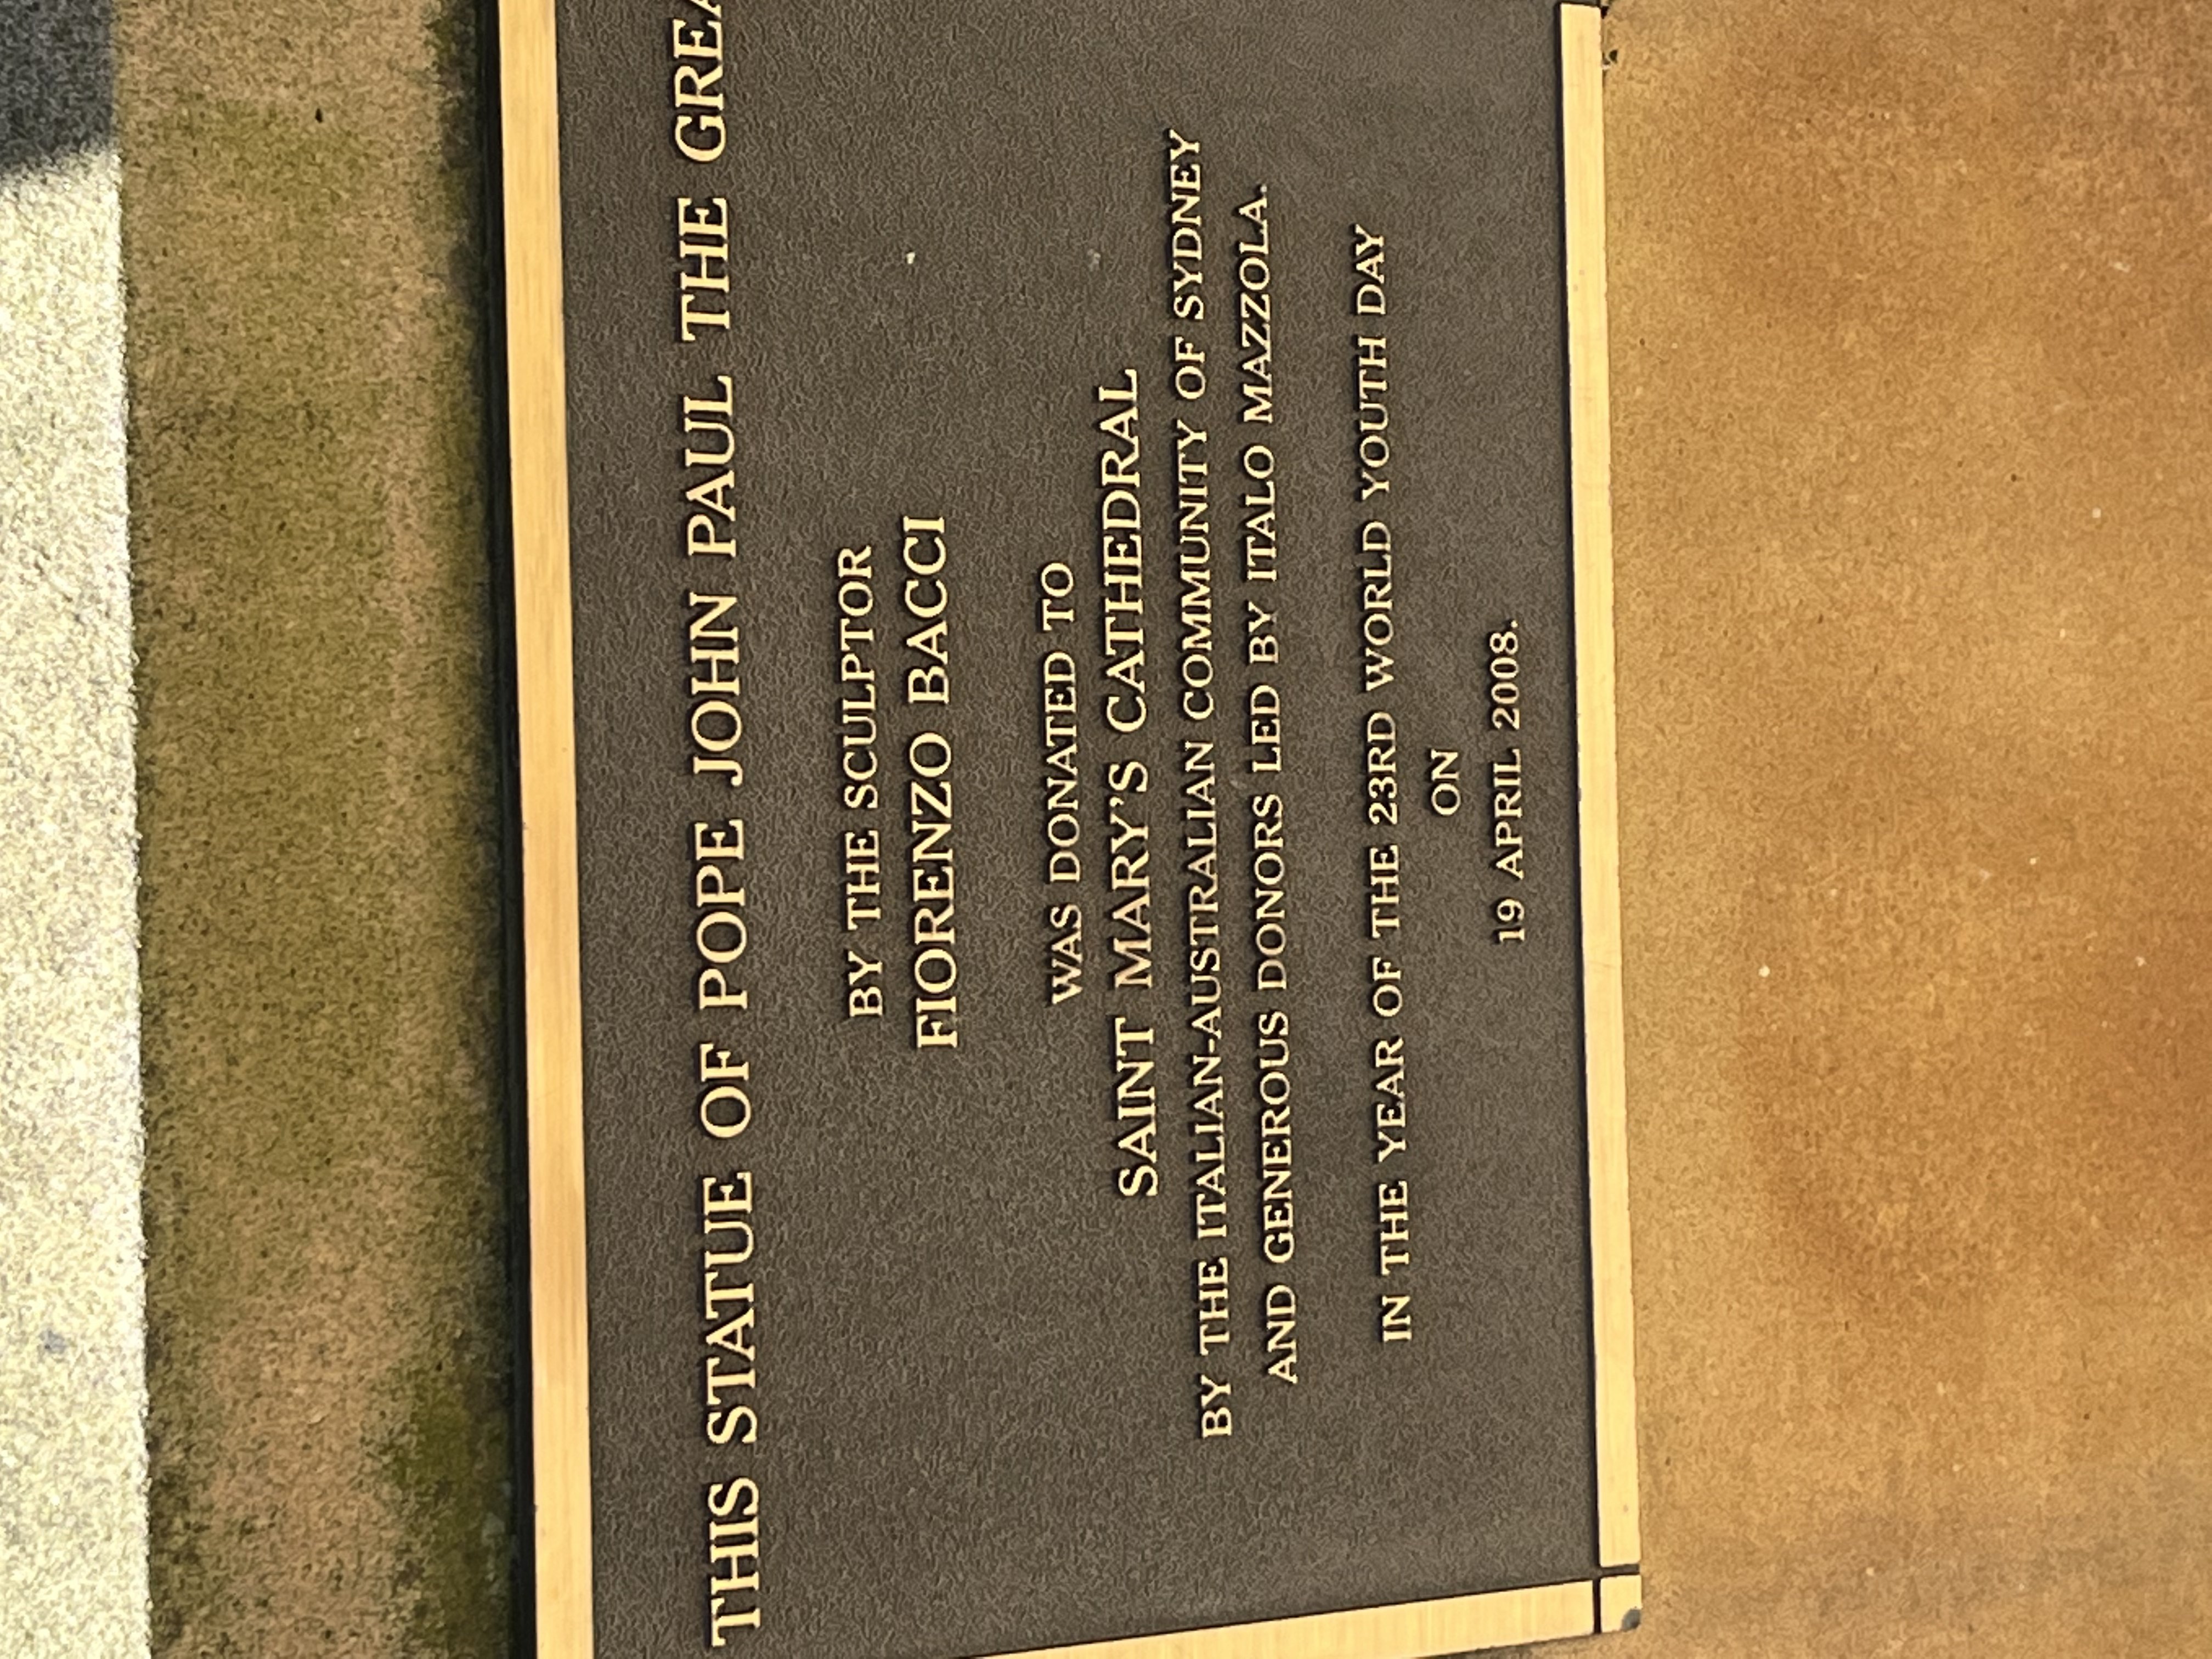 THIS STATUE OF POPE JOHN PAUL THE GREA
BY THE SCULPTOR
FIORENZO BACCI
WAS DONATED TO
SAINT MARY'S CATHEDRAL
BY THE ITALIAN-AUSTRALIAN COMMUNITY OF SYDNEY
AND GENEROUS DONORS LED BY ITALO MAZZOLA.
IN THE YEAR OF THE 23RD WORLD YOUTH DAY
ON
19 APRIL 2008.